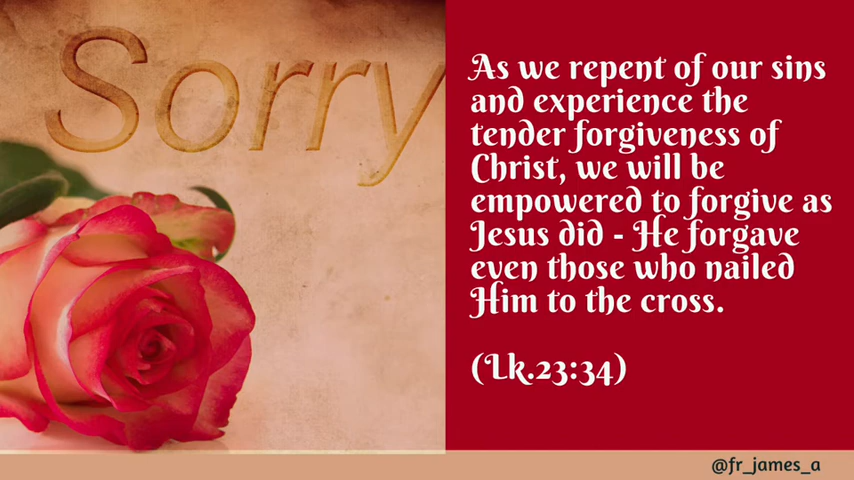 Sorry
As we repent of our sins
and experience the
tender forgiveness of
Christ, we will be
empowered to forgive as
Jesus did - He forgave
even those who nailed
Him to the cross.
(Lk.23:34)
@fr_james_a